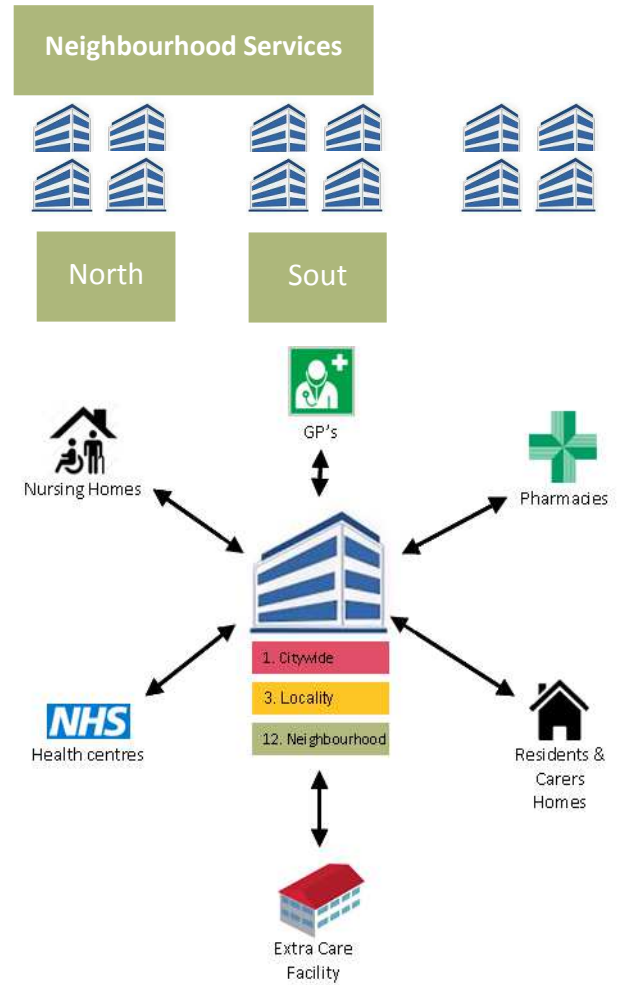 Neighbourhood Services
North
Sout
GP's
Nursing Homes
Pharmacies
1. Citywide
3. Locality
12. Neighbourhood
NHS
Health centres
Residents &
Carers
Homes
Extra Care
Facility